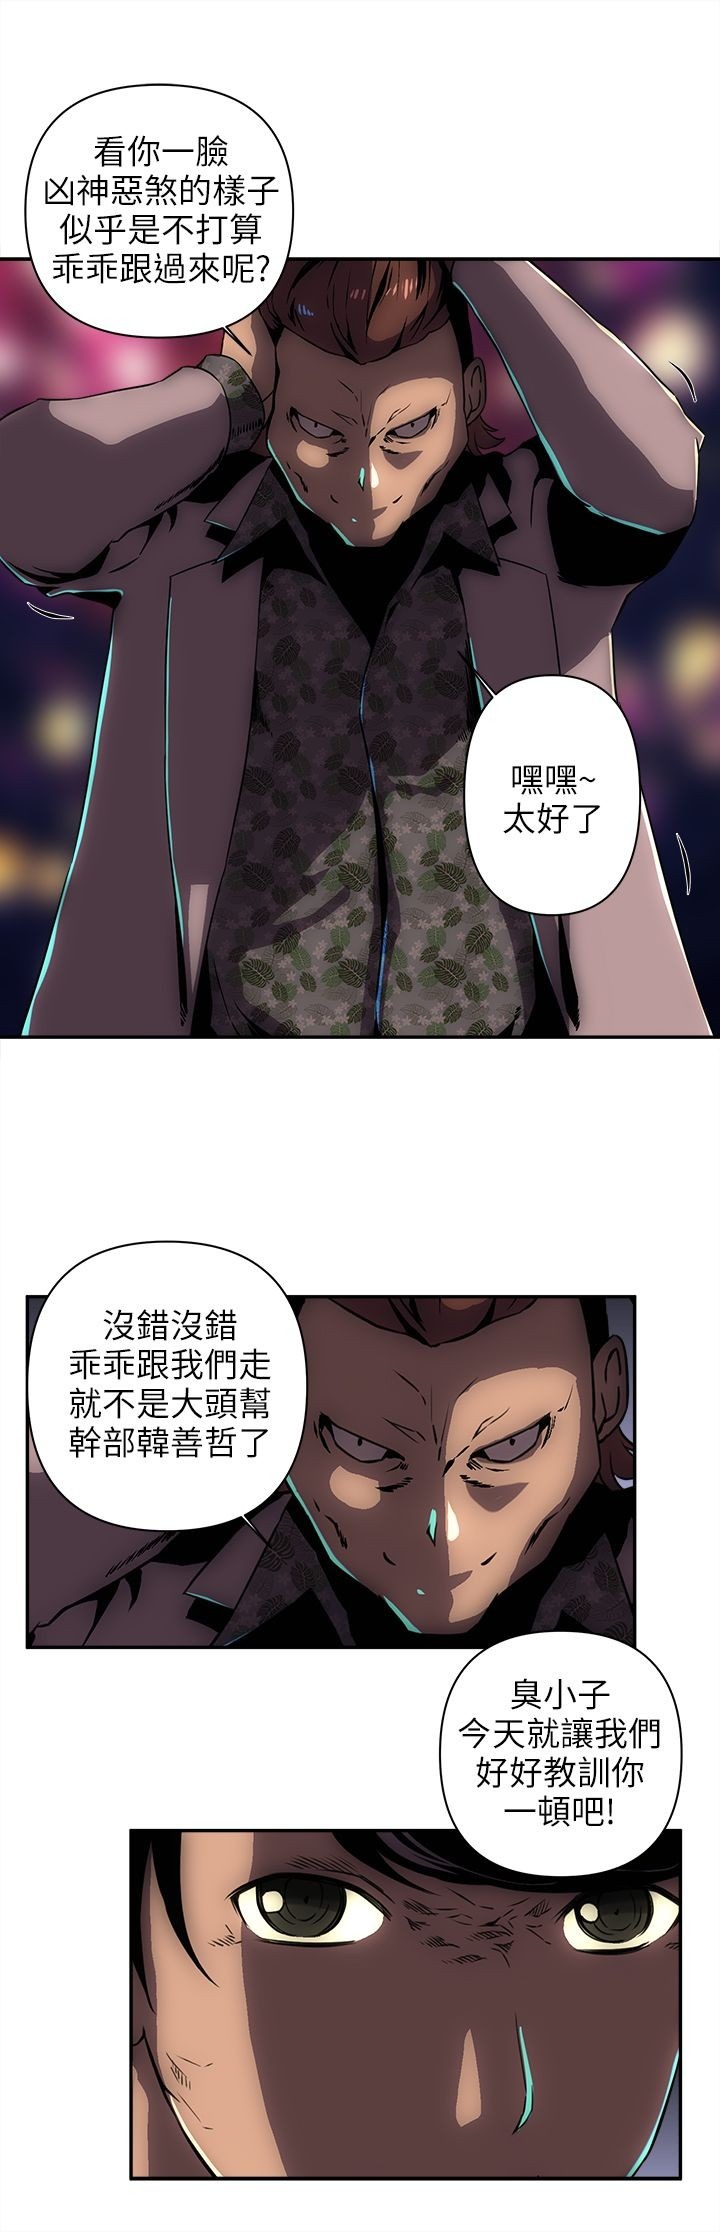 看你一臉
凶神惡煞的樣子
似乎是不打算
乖乖跟過來呢?
嘿嘿~
太好了
沒錯沒錯
乖乖跟我們走
就不是大頭幫
幹部韓善哲了
臭小子
今天就讓我們
好好教訓你
一頓吧!